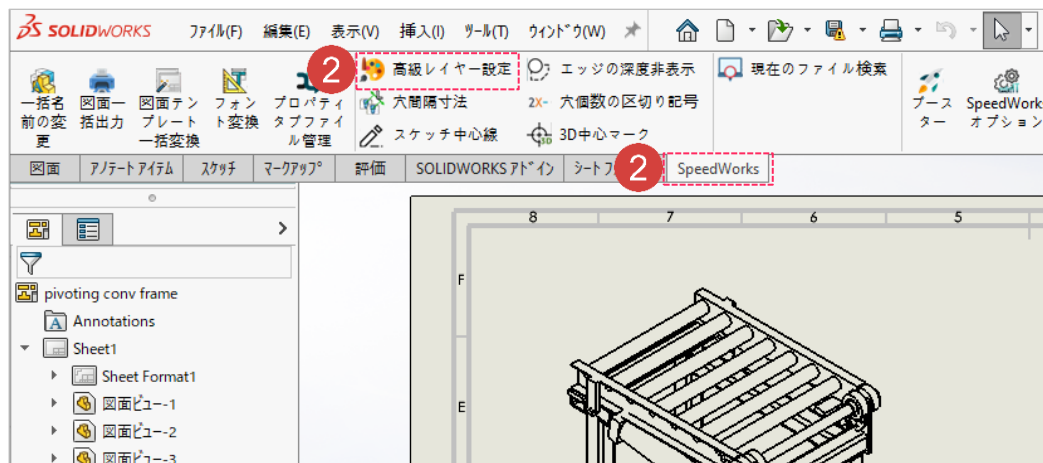 SOLIDWORKS ファイル(F) 編集(E) 表示(V) 挿入(I) ツール(T) ウィンドウ(W)
2
一括名前の変更
図面一括出力
図面テンプレート一括変換
フォント変換
プロパティタブファイル管理
高級レイヤー設定
穴間隔寸法
スケッチ中心線
エッジの深度非表示
2X- 穴個数の区切り記号
3D中心マーク
現在のファイル検索
ブースター
SpeedWork
オプション
図面 アノテートアイテム スケッチ マークアップ 評価 SOLIDWORKS アドイン シートフ 2 SpeedWorks
8 7 6 5
F
E
pivoting conv frame
Annotations
Sheet1
Sheet Format1
図面ビュー-1
図面ビュー-2
図面ビュー-3